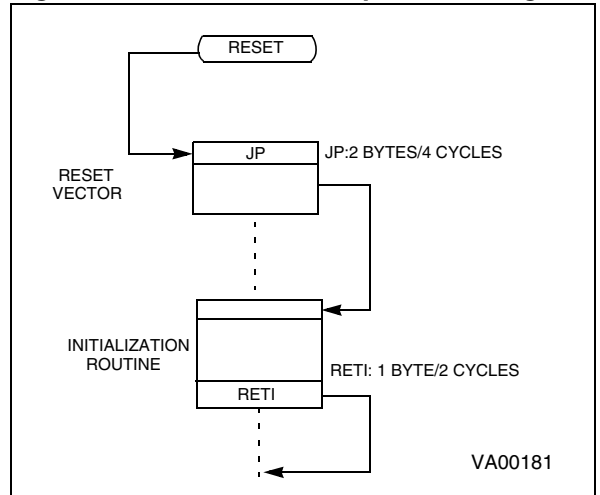 RESET
JP
JP:2 BYTES/4 CYCLES
RESET
VECTOR
INITIALIZATION
ROUTINE
RETI: 1 BYTE/2 CYCLES
RETI
VA00181